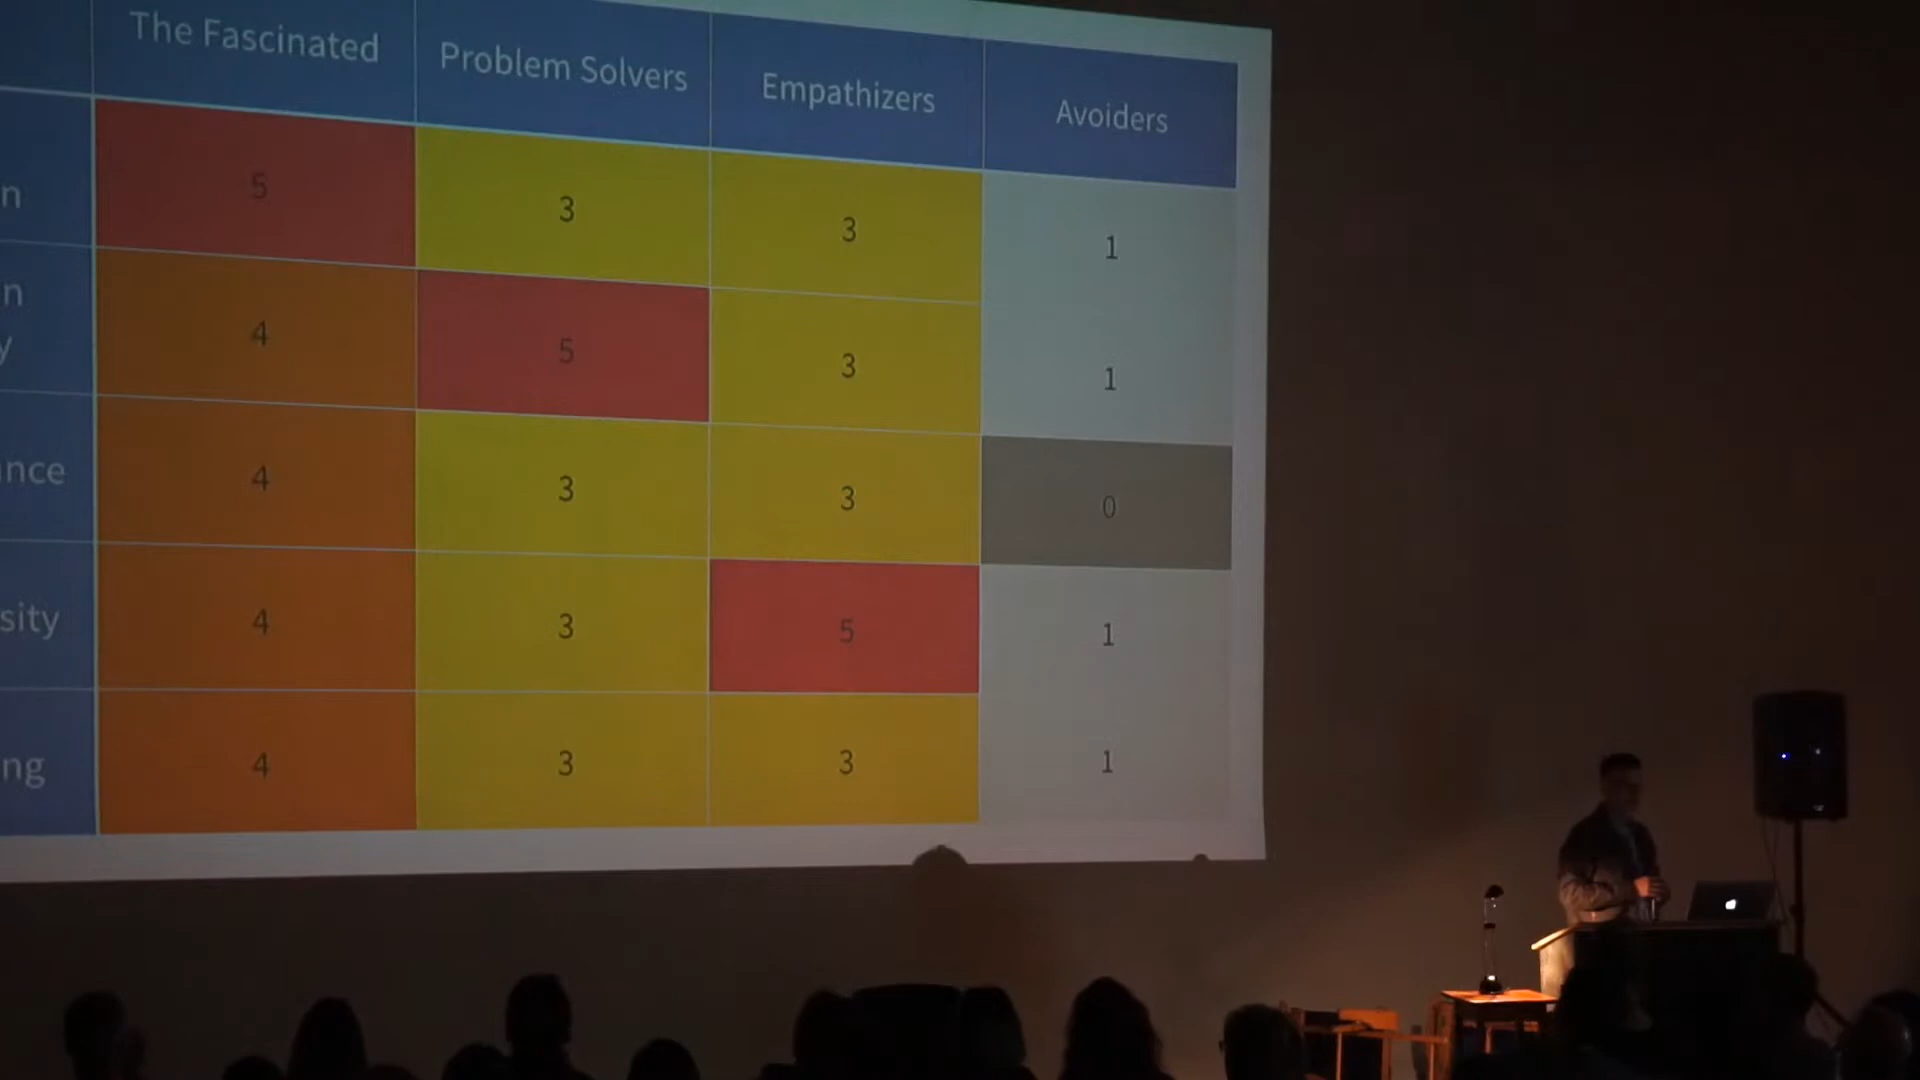 The Fascinated Problem Solvers Empathizers Avoiders
n 5 3 3 1
n
y 4 5 3 1
nce 4 3 3 0
sity 4 3 5 1
ng 4 3 3 1